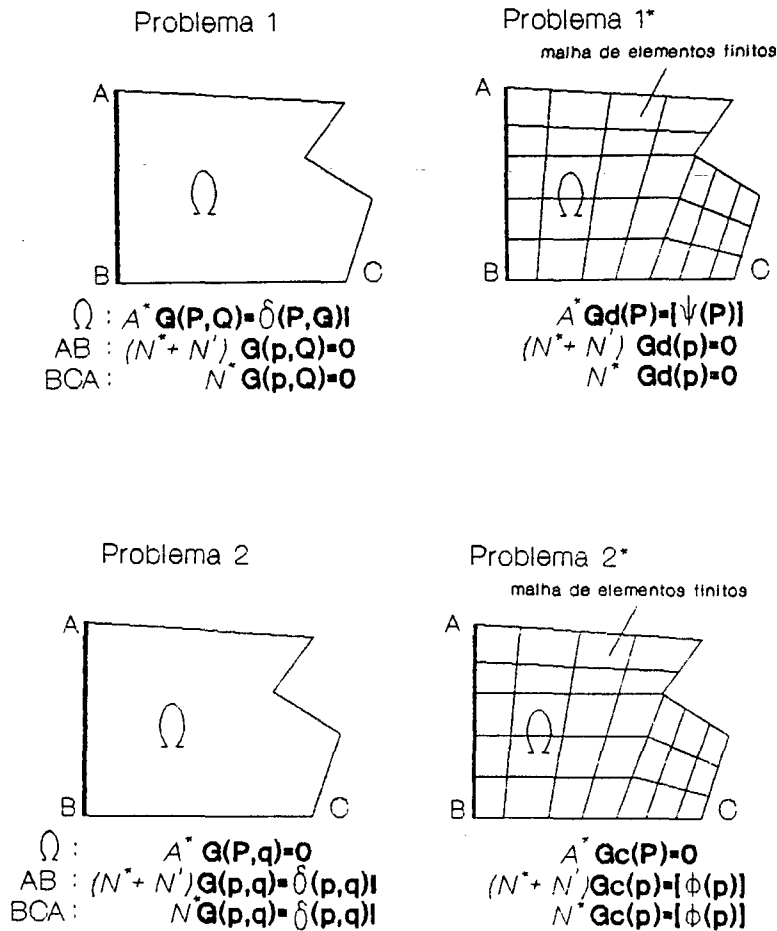 Problema 1
A
Ω
B
C
Ω : A* G(P,Q)=δ(P,G)I
AB : (N*+ N') G(p,Q)=0
BCA : N* G(p,Q)=0
Problema 1*
malha de elementos finitos
A
Ω
B
C
A* Gd(P)=[ψ(P)]
(N*+ N') Gd(p)=0
N* Gd(p)=0
Problema 2
A
Ω
B
C
Ω : A* G(P,q)=0
AB : (N*+ N')G(p,q)=δ(p,q)I
BCA : N*G(p,q)=δ(p,q)I
Problema 2*
malha de elementos finitos
A
Ω
B
C
A* Gc(P)=0
(N*+ N')Gc(p)=[ϕ(p)]
N* Gc(p)=[ϕ(p)]